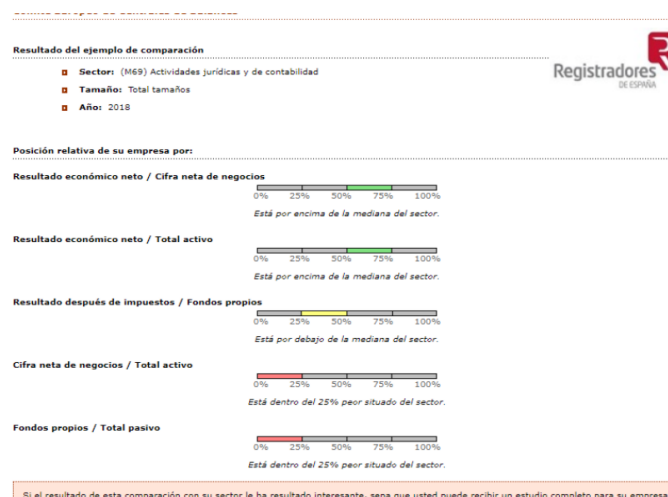 Resultado del ejemplo de comparación
Sector: (M69) Actividades jurídicas y de contabilidad
Tamaño: Total tamaños
Año: 2018
Registradores
DE ESPAÑA
Posición relativa de su empresa por:
Resultado económico neto / Cifra neta de negocios
0% 25% 50% 75% 100%
Está por encima de la mediana del sector.
Resultado económico neto / Total activo
0% 25% 50% 75% 100%
Está por encima de la mediana del sector.
Resultado después de impuestos / Fondos propios
0% 25% 50% 75% 100%
Está por debajo de la mediana del sector.
Cifra neta de negocios / Total activo
0% 25% 50% 75% 100%
Está dentro del 25% peor situado del sector.
Fondos propios / Total pasivo
0% 25% 50% 75% 100%
Está dentro del 25% peor situado del sector.
Si el resultado de esta comparación con su sector le ha resultado interesante, sepa que usted puede recibir un estudio completo para su empresa